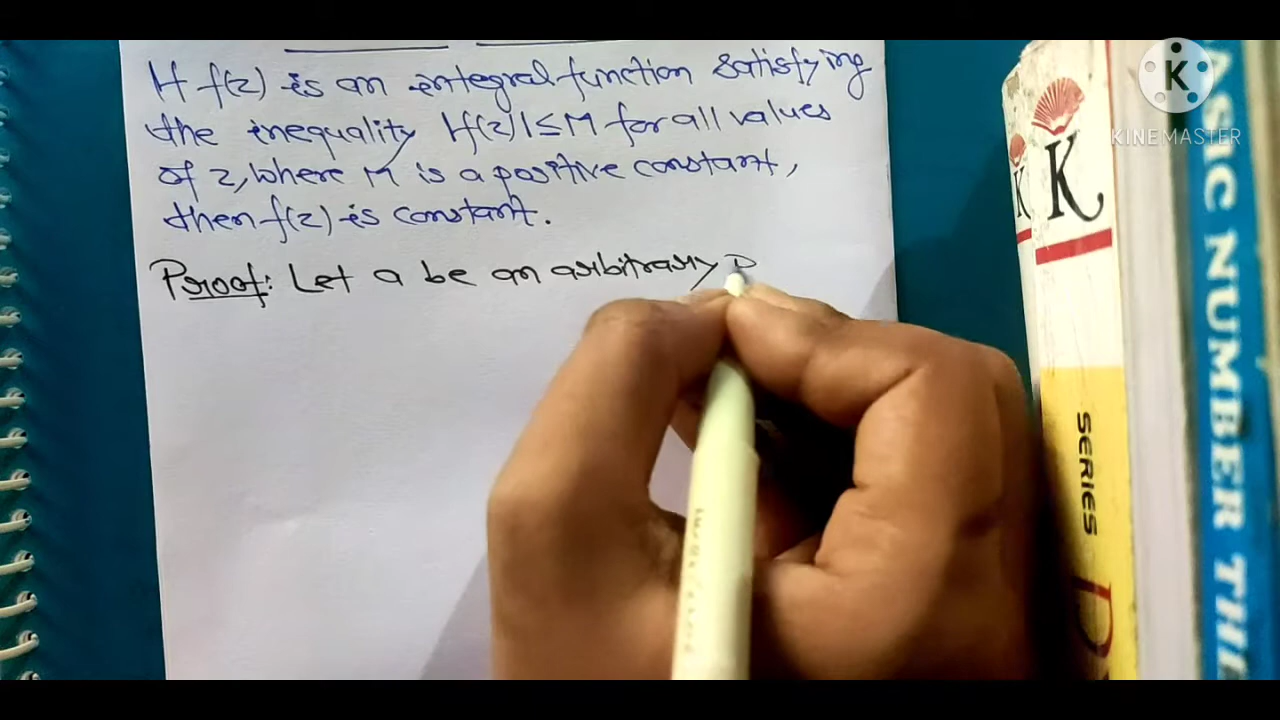 If f(z) is an integral function satisfying
the inequality |f(z)| ≤ M for all values
of z, where M is a positive constant,
then f(z) is constant.
Proof: Let a be an arbitrary P
K
KINEMASTER
K
K
SERIES
ASIC NUMBER THE